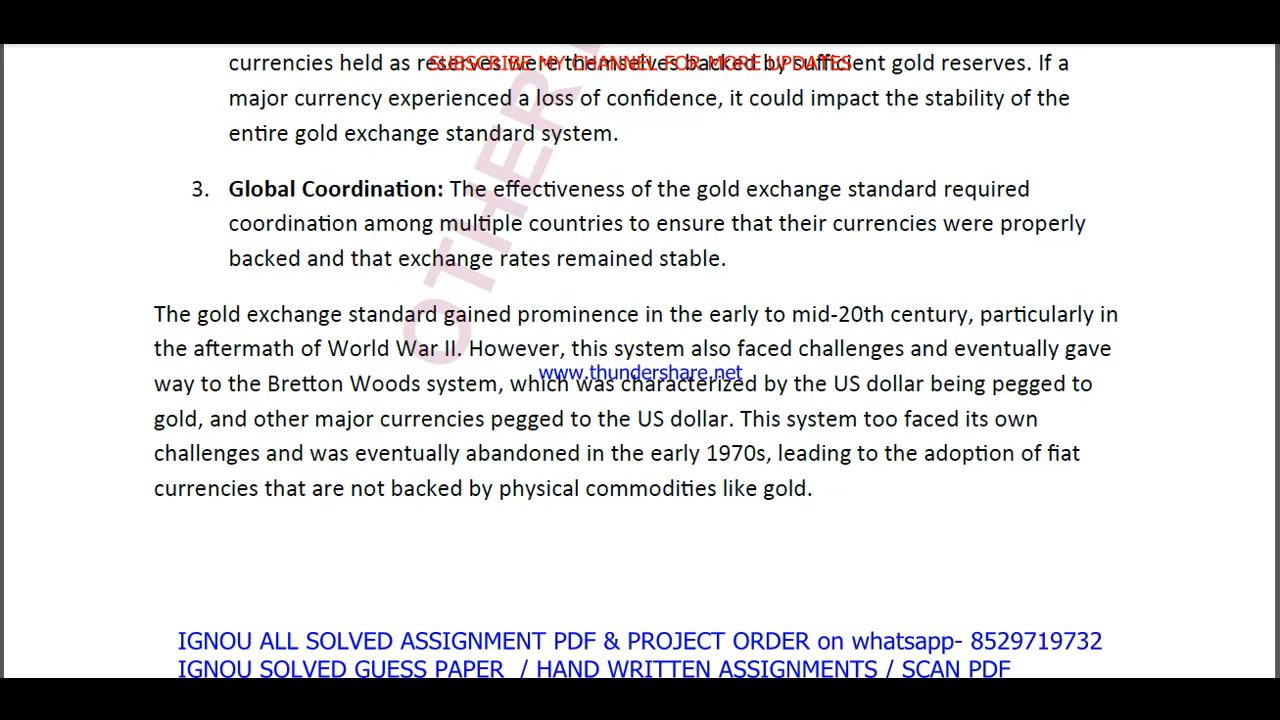 currencies held as reserves were themselves backed by sufficient gold reserves. If a
SUBSCRIBE MY CHANNEL FOR MORE UPDATES
major currency experienced a loss of confidence, it could impact the stability of the
entire gold exchange standard system.
3. Global Coordination: The effectiveness of the gold exchange standard required
coordination among multiple countries to ensure that their currencies were properly
backed and that exchange rates remained stable.
OTHER
The gold exchange standard gained prominence in the early to mid-20th century, particularly in
the aftermath of World War II. However, this system also faced challenges and eventually gave
www.thundershare.net
way to the Bretton Woods system, which was characterized by the US dollar being pegged to
gold, and other major currencies pegged to the US dollar. This system too faced its own
challenges and was eventually abandoned in the early 1970s, leading to the adoption of fiat
currencies that are not backed by physical commodities like gold.
IGNOU ALL SOLVED ASSIGNMENT PDF & PROJECT ORDER on whatsapp- 8529719732
IGNOU SOLVED GUESS PAPER / HAND WRITTEN ASSIGNMENTS / SCAN PDF